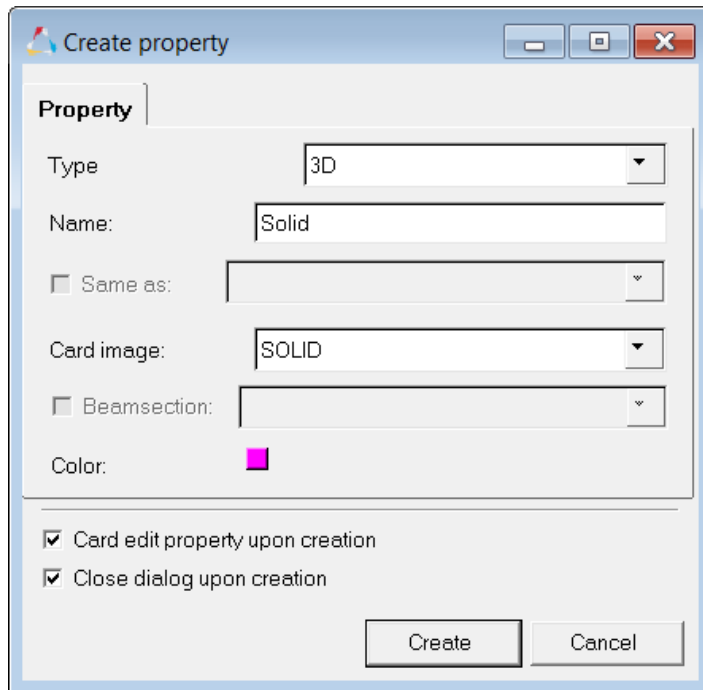 Create property
Property
Type 3D
Name: Solid
Same as:
Card image: SOLID
Beamsection:
Color:
Card edit property upon creation
Close dialog upon creation
Create Cancel